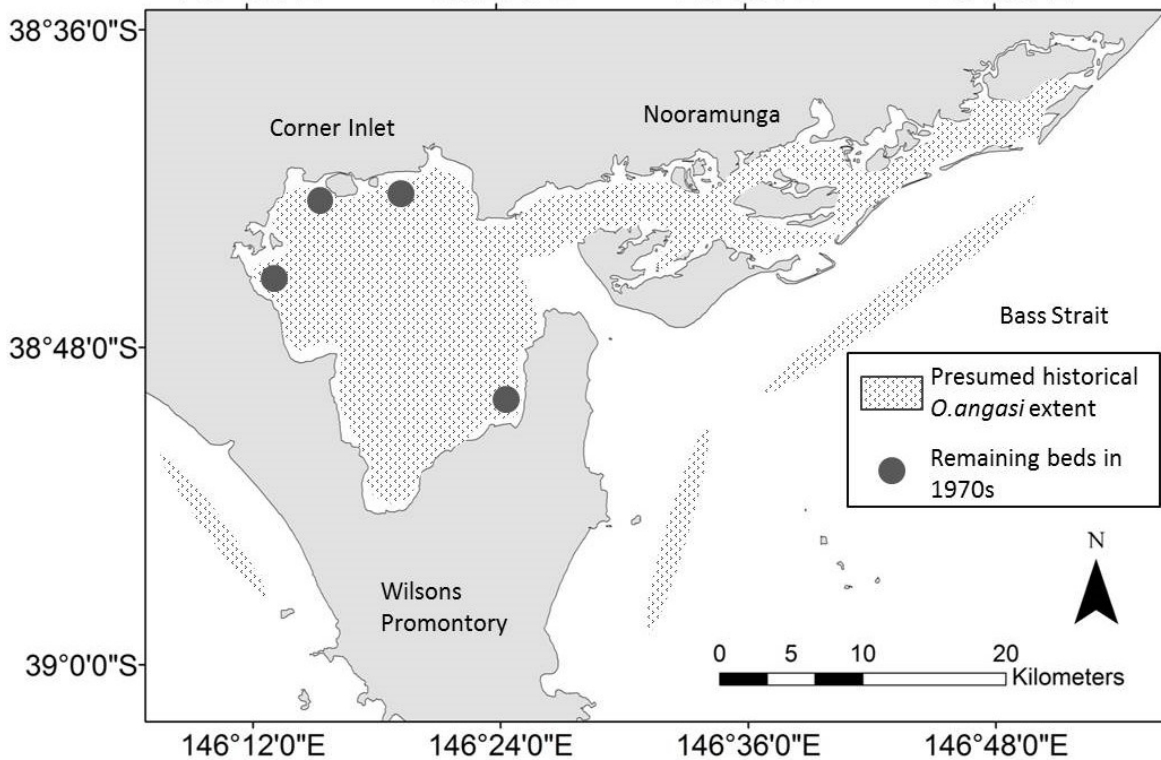 38°36'0"S
Corner Inlet
Nooramunga
Bass Strait
38°48'0"S
Presumed historical
O.angasi extent
Remaining beds in
1970s
N
Wilsons
Promontory
39°0'0"S
0 5 10 20
Kilometers
146°12'0"E 146°24'0"E 146°36'0"E 146°48'0"E